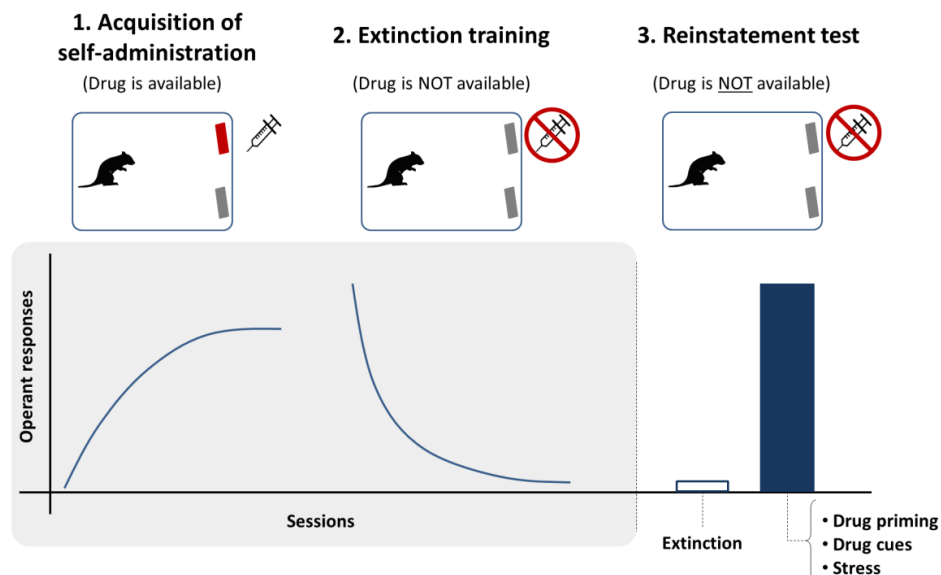 1. Acquisition of
self-administration
(Drug is available)
2. Extinction training
(Drug is NOT available)
3. Reinstatement test
(Drug is NOT available)
Operant responses
Sessions
Extinction
• Drug priming
• Drug cues
• Stress